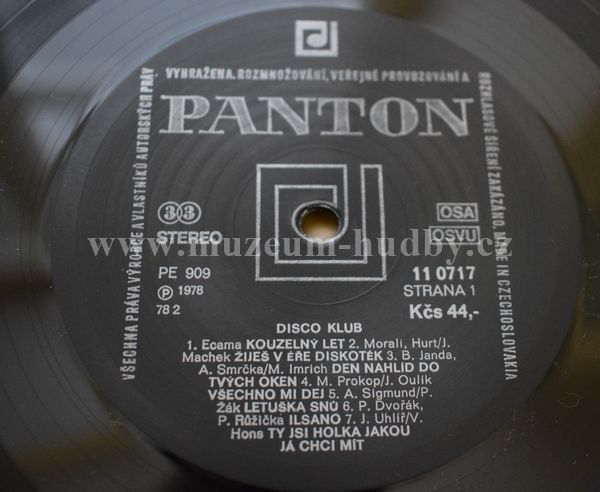 VŠECHNA PRÁVA VÝROBCE A VLASTNÍKŮ AUTORSKÝCH PRÁV
VYHRAŽENA. ROZMNOŽOVÁNÍ, VEŘEJNÉ PROVOZOVÁNÍ A
ROZHLASOVÉ ŠÍŘENÍ ZAKÁZÁNO. MADE IN CZECHOSLOVAKIA
PANTON
33
STEREO
OSA
OSVU
www.muzeum-hudby.cz
PE 909
℗ 1978
78 2
11 0717
STRANA 1
Kčs 44,-
DISCO KLUB
1. Ecama KOUZELNÝ LET 2. Morali, Hurt/J.
Machek ŽIJEŠ V ÉŘE DISKOTÉK 3. B. Janda,
A. Smrčka/M. Imrich DEN NAHLÍD DO
TVÝCH OKEN 4. M. Prokop/J. Oulík
VŠECHNO MI DEJ 5. A. Sigmund/P.
Žák LETUŠKA SNŮ 6. P. Dvořák,
P. Růžička ILSANO 7. J. Uhlíř/V.
Hons TY JSI HOLKA JAKOU
JÁ CHCI MÍT